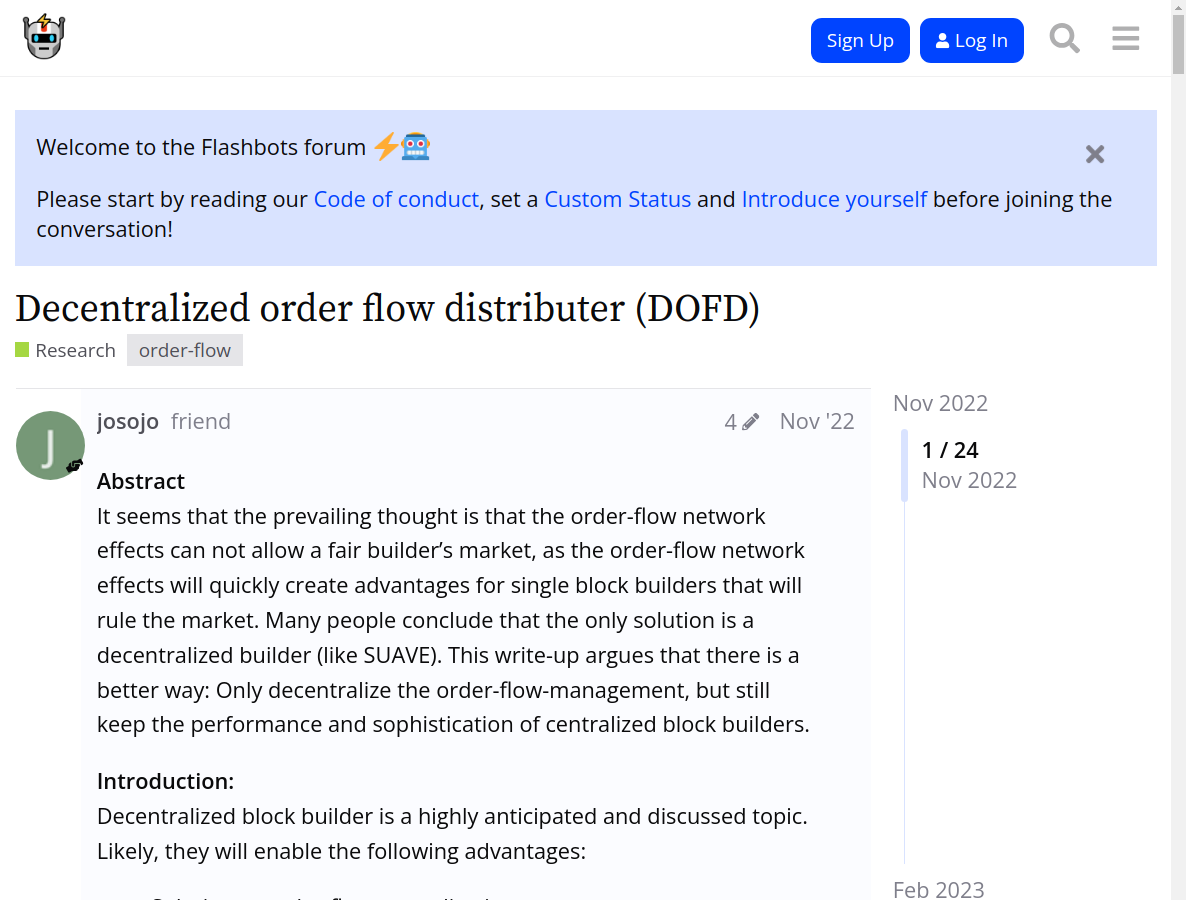 Sign Up
Log In
Welcome to the Flashbots forum
Please start by reading our Code of conduct, set a Custom Status and Introduce yourself before joining the
conversation!
Decentralized order flow distributer (DOFD)
Research order-flow
josojo friend 4 Nov '22
Abstract
It seems that the prevailing thought is that the order-flow network
effects can not allow a fair builder’s market, as the order-flow network
effects will quickly create advantages for single block builders that will
rule the market. Many people conclude that the only solution is a
decentralized builder (like SUAVE). This write-up argues that there is a
better way: Only decentralize the order-flow-management, but still
keep the performance and sophistication of centralized block builders.
Introduction:
Decentralized block builder is a highly anticipated and discussed topic.
Likely, they will enable the following advantages:
Nov 2022
1 / 24
Nov 2022
Feb 2023
J